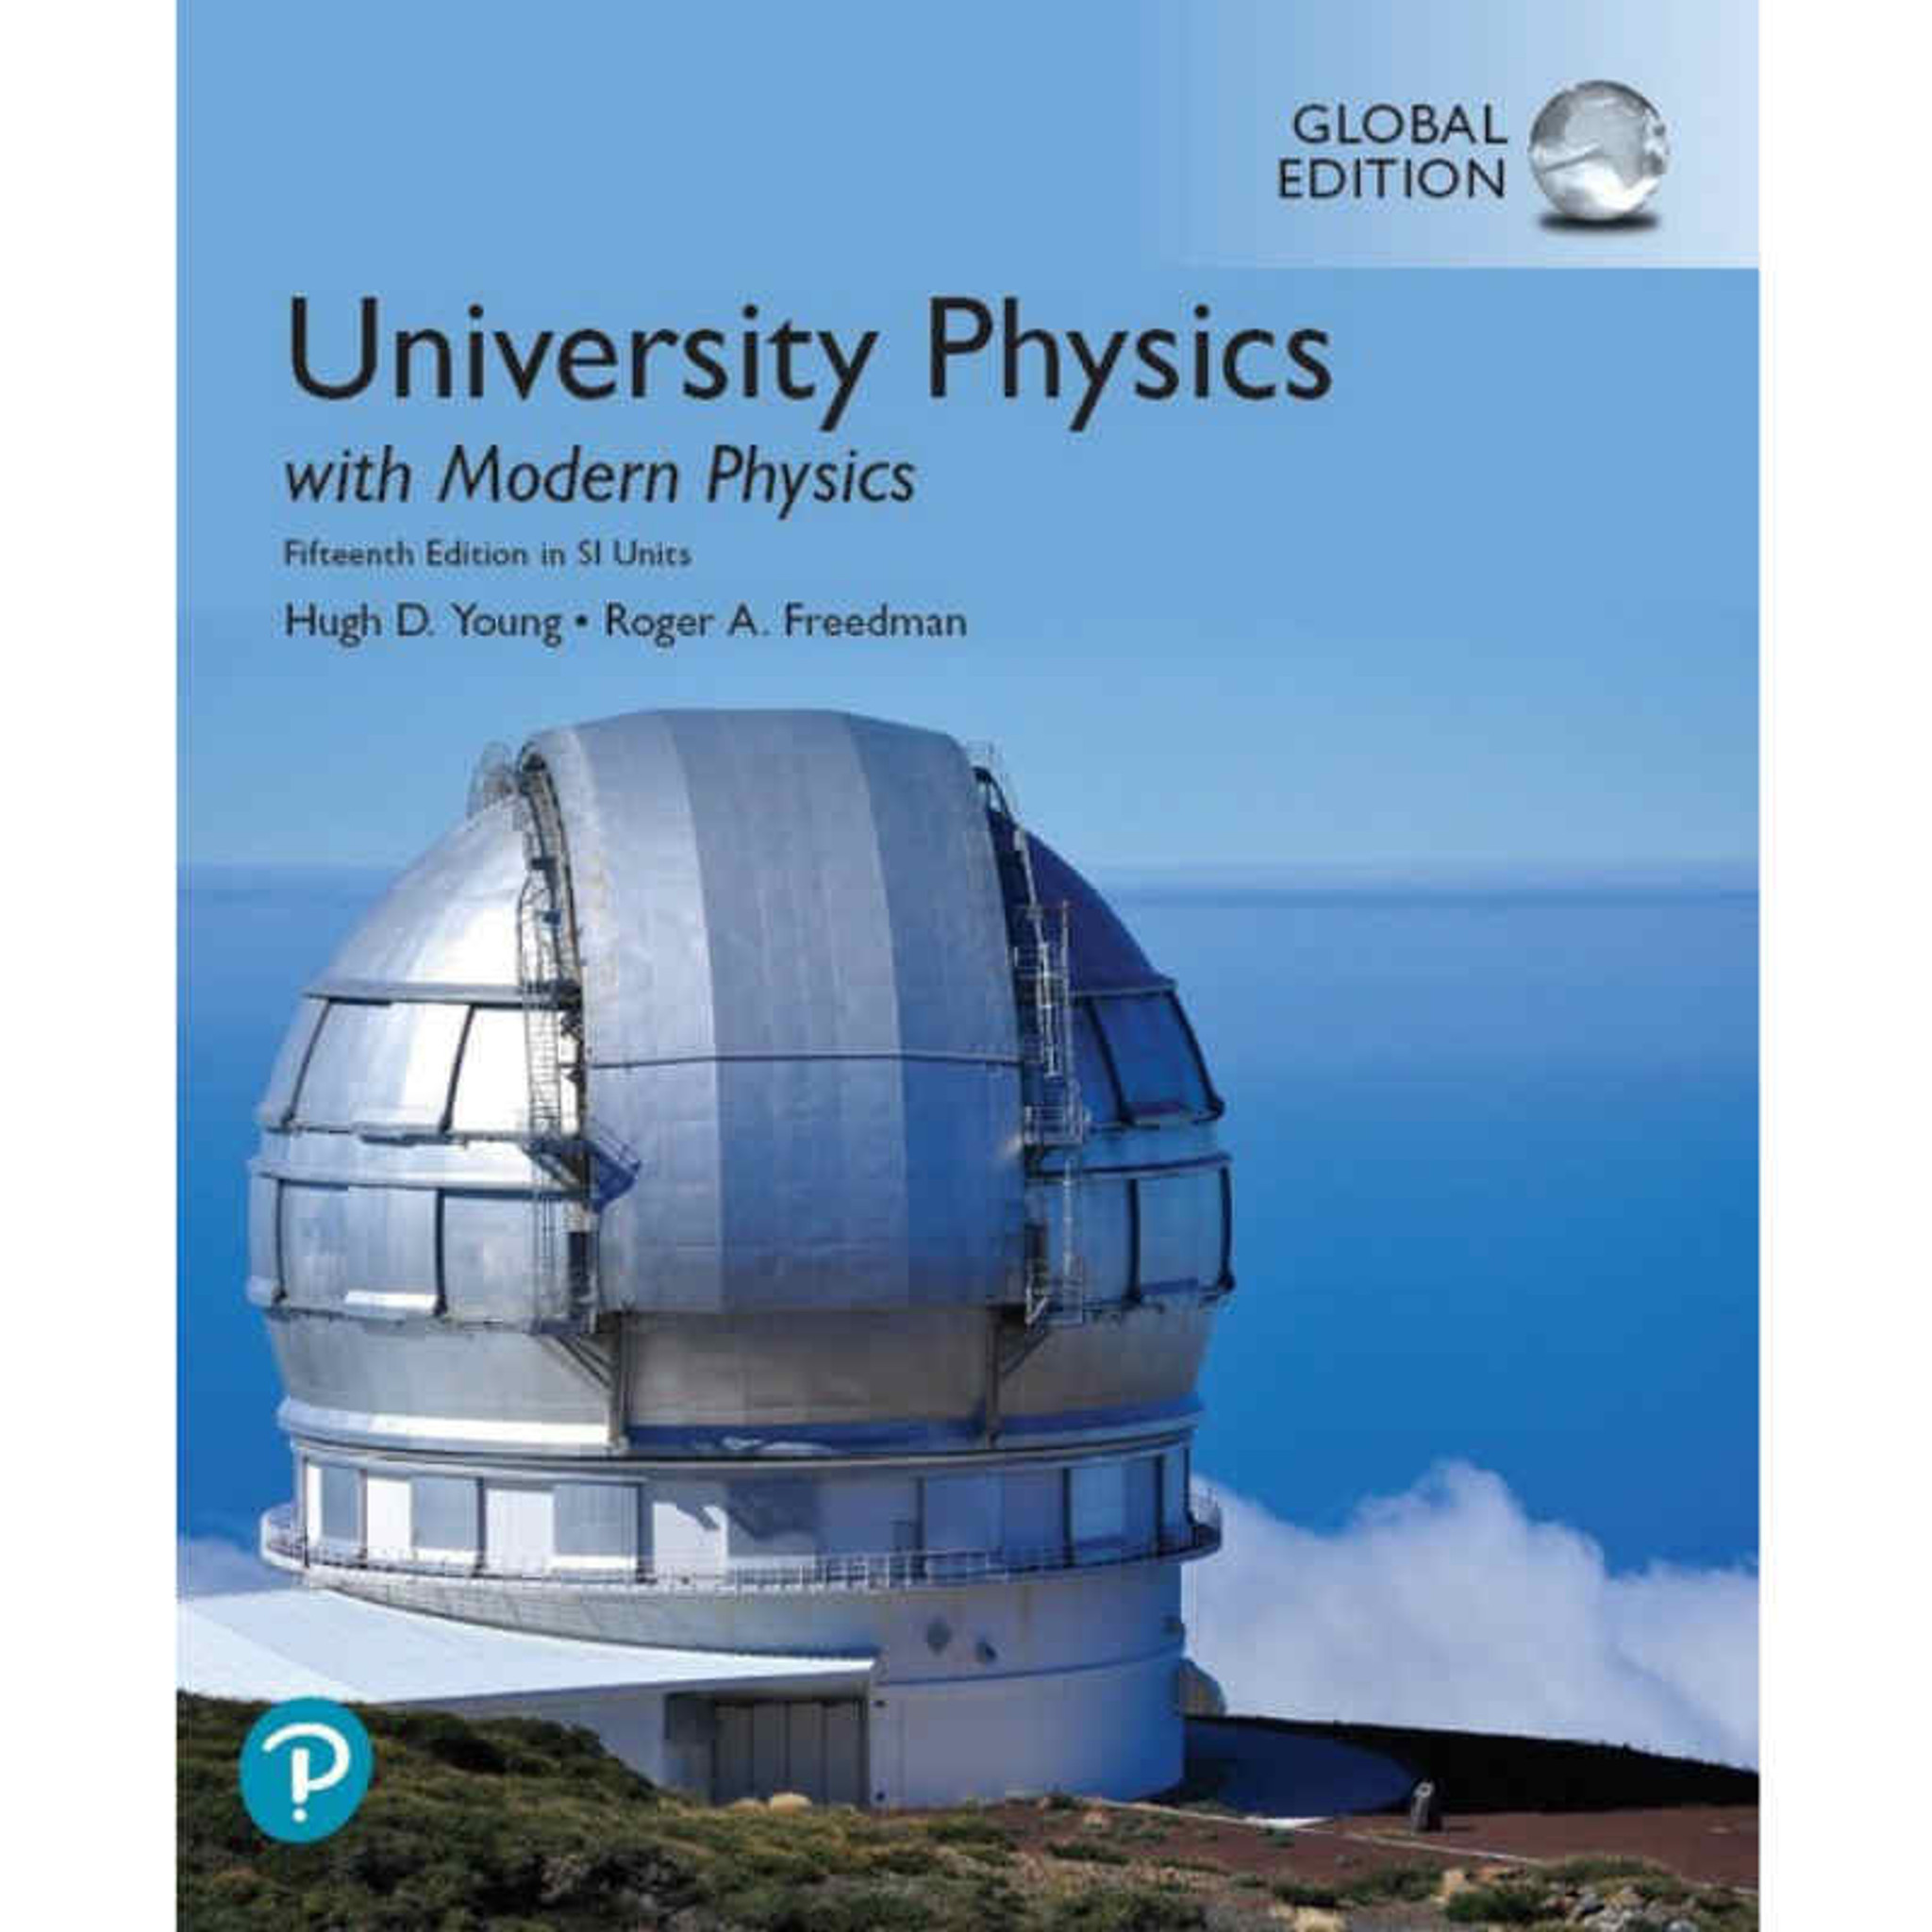 GLOBAL
EDITION
University Physics
with Modern Physics
Fifteenth Edition in SI Units
Hugh D. Young • Roger A. Freedman
P